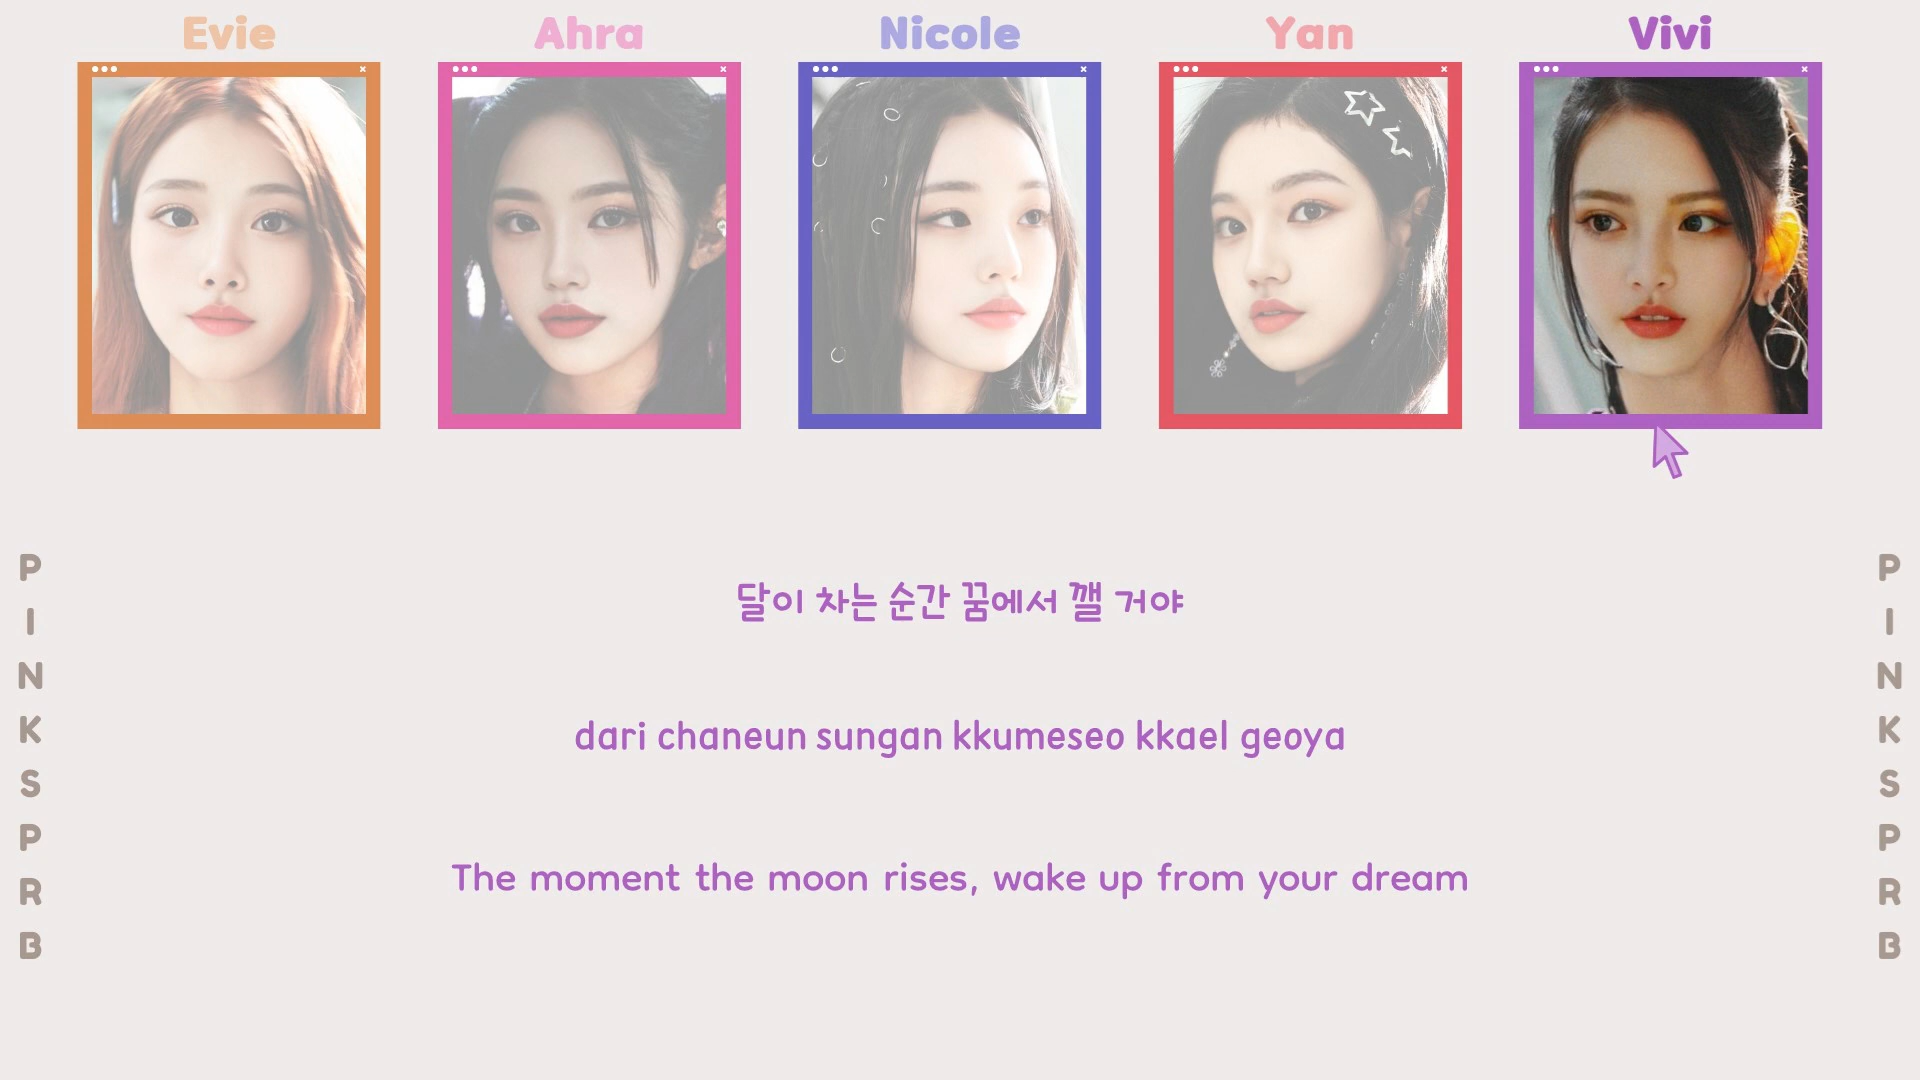 Evie
Ahra
Nicole
Yan
Vivi
달이 차는 순간 꿈에서 깰 거야
dari chaneun sungan kkumeseo kkael geoya
The moment the moon rises, wake up from your dream
PINKSPRB
PINKSPRB